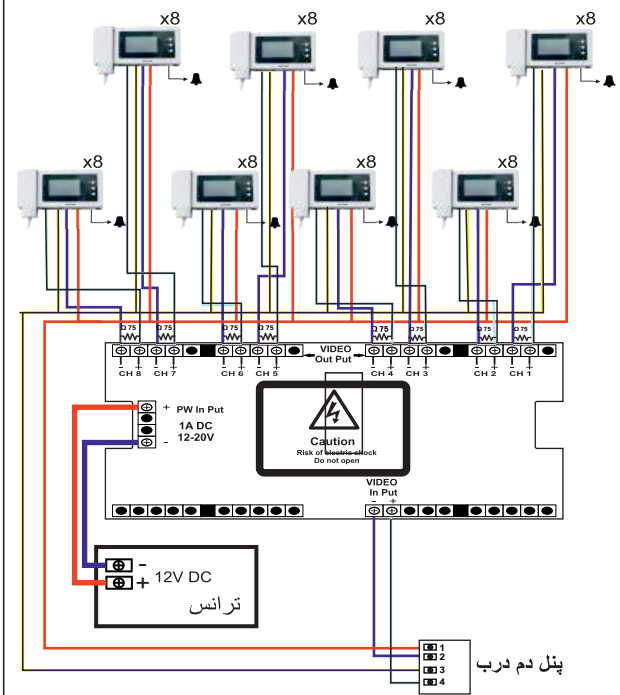 x8 x8 x8 x8
x8 x8 x8 x8
Ω 75 Ω 75 Ω 75 Ω 75 Ω 75 Ω 75 Ω 75 Ω 75
VIDEO
Out Put
- + - + - + - + - + - + - + - +
CH 8 CH 7 CH 6 CH 5 CH 4 CH 3 CH 2 CH 1
+ PW In Put
1A DC
12-20V
-
Caution
Risk of electric shock
Do not open
VIDEO
In Put
- +
-
+ 12V DC
ترانس
1
2
3
4
پنل دم درب